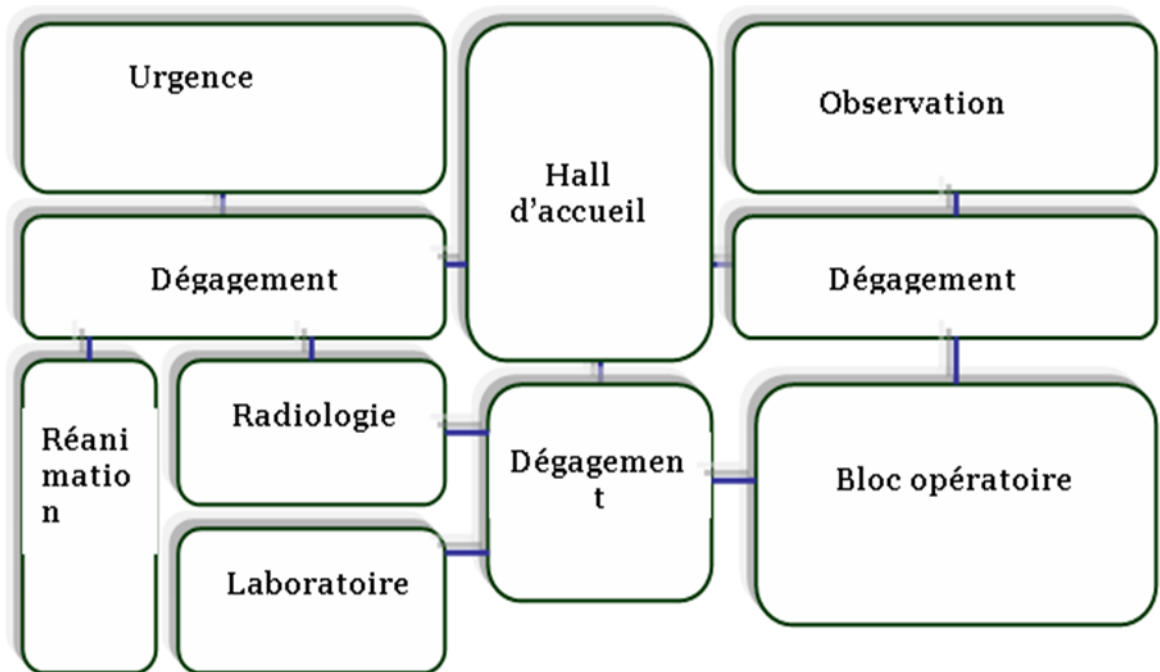 Urgence
Hall
d’accueil
Observation
Dégagement
Dégagement
Réani
matio
n
Radiologie
Dégagemen
t
Bloc opératoire
Laboratoire